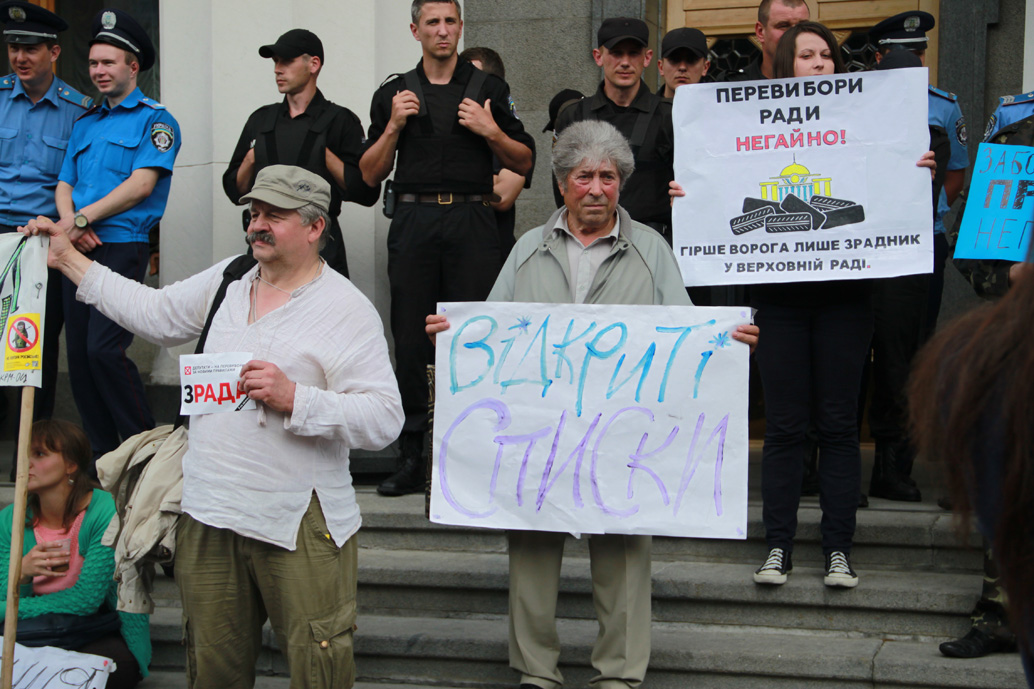 ПЕРЕВИБОРИ
РАДИ
НЕГАЙНО!
ГІРШЕ ВОРОГА ЛИШЕ ЗРАДНИК
У ВЕРХОВНІЙ РАДІ.
ВІДКРИТІ
СПИСКИ
ЗРАДА